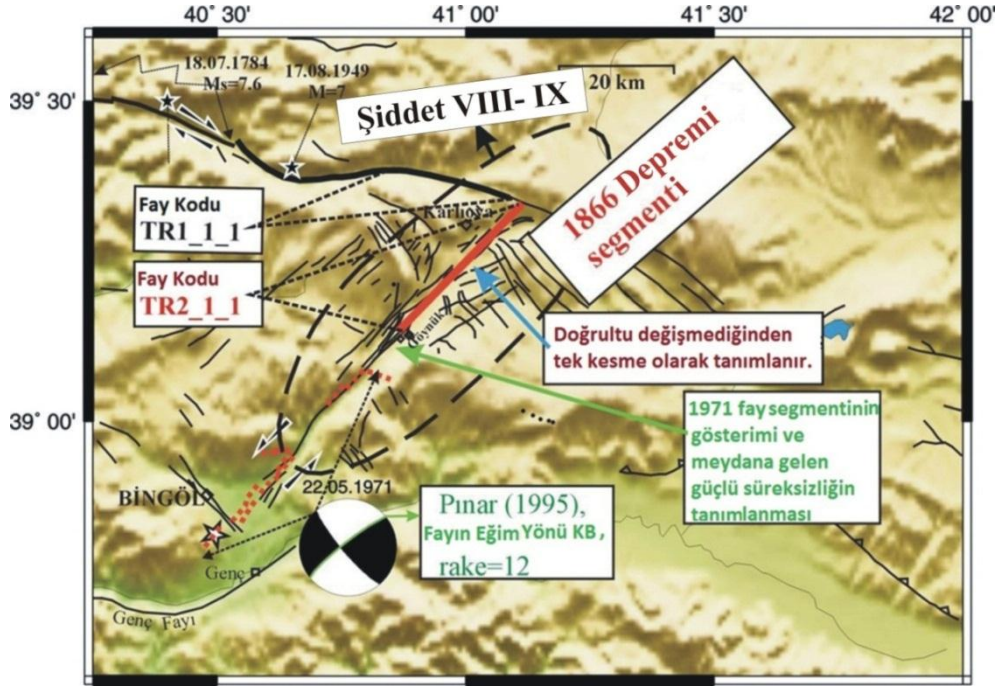 40° 30'
41° 00'
41° 30'
42° 00'
39° 30'
39° 00'
18.07.1784
Ms=7.6
17.08.1949
M=7
Şiddet VIII- IX
20 km
1866 Depremi
segmenti
Fay Kodu
TR1_1_1
Karlıova
Fay Kodu
TR2_1_1
Göynük
Doğrultu değişmediğinden
tek kesme olarak tanımlanır.
1971 fay segmentinin
gösterimi ve
meydana gelen
güçlü süreksizliğin
tanımlanması
BİNGÖL
22.05.1971
Pınar (1995),
Fayın Eğim Yönü KB,
rake=12
Genç
Genç Fayı